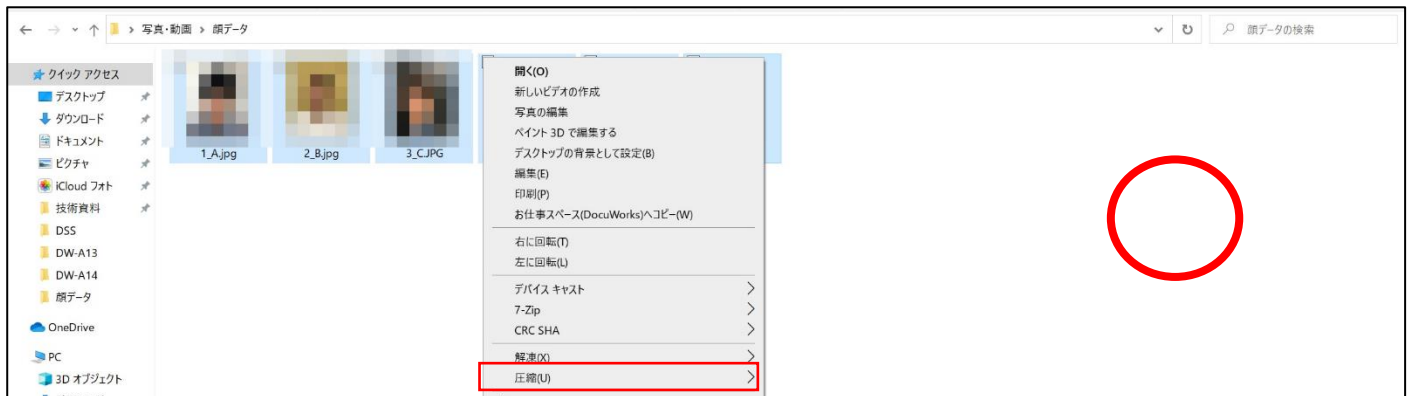 写真・動画 › 顔データ
顔データの検索
クイック アクセス
デスクトップ
ダウンロード
ドキュメント
ピクチャ
iCloud フォト
技術資料
DSS
DW-A13
DW-A14
顔データ
OneDrive
PC
3D オブジェクト
1_A.jpg
2_B.jpg
3_C.JPG
開く(O)
新しいビデオの作成
写真の編集
ペイント 3D で編集する
デスクトップの背景として設定(B)
編集(E)
印刷(P)
お仕事スペース(DocuWorks)へコピー(W)
右に回転(T)
左に回転(L)
デバイス キャスト
7-Zip
CRC SHA
解凍(X)
圧縮(U)